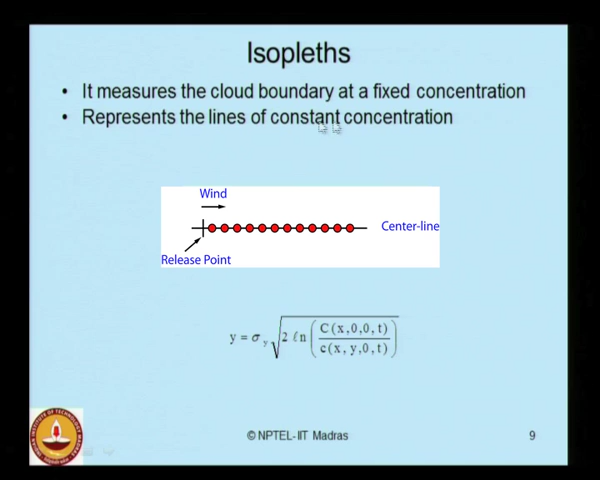 Isopleths
• It measures the cloud boundary at a fixed concentration
• Represents the lines of constant concentration
Wind
Center-line
Release Point
y = σ_y √(2 ℓn (C(x,0,0,t) / c(x,y,0,t)))
© NPTEL-IIT Madras
9